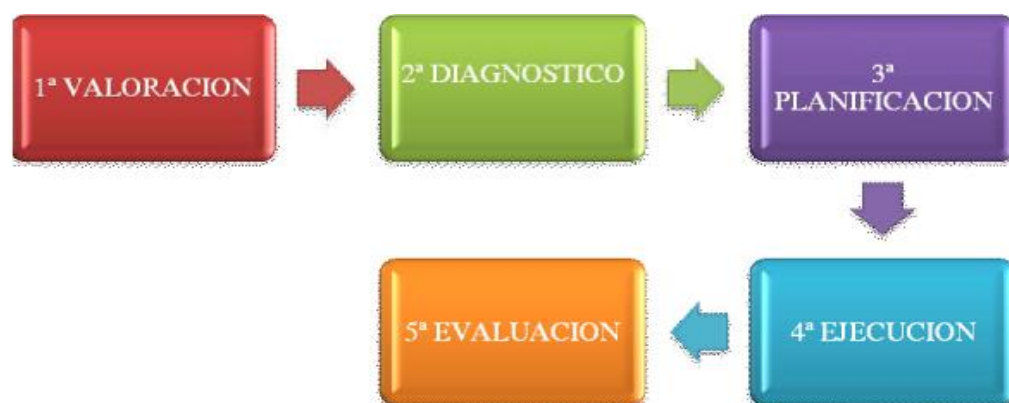 1ª VALORACION
2ª DIAGNOSTICO
3ª
PLANIFICACION
4ª EJECUCION
5ª EVALUACION